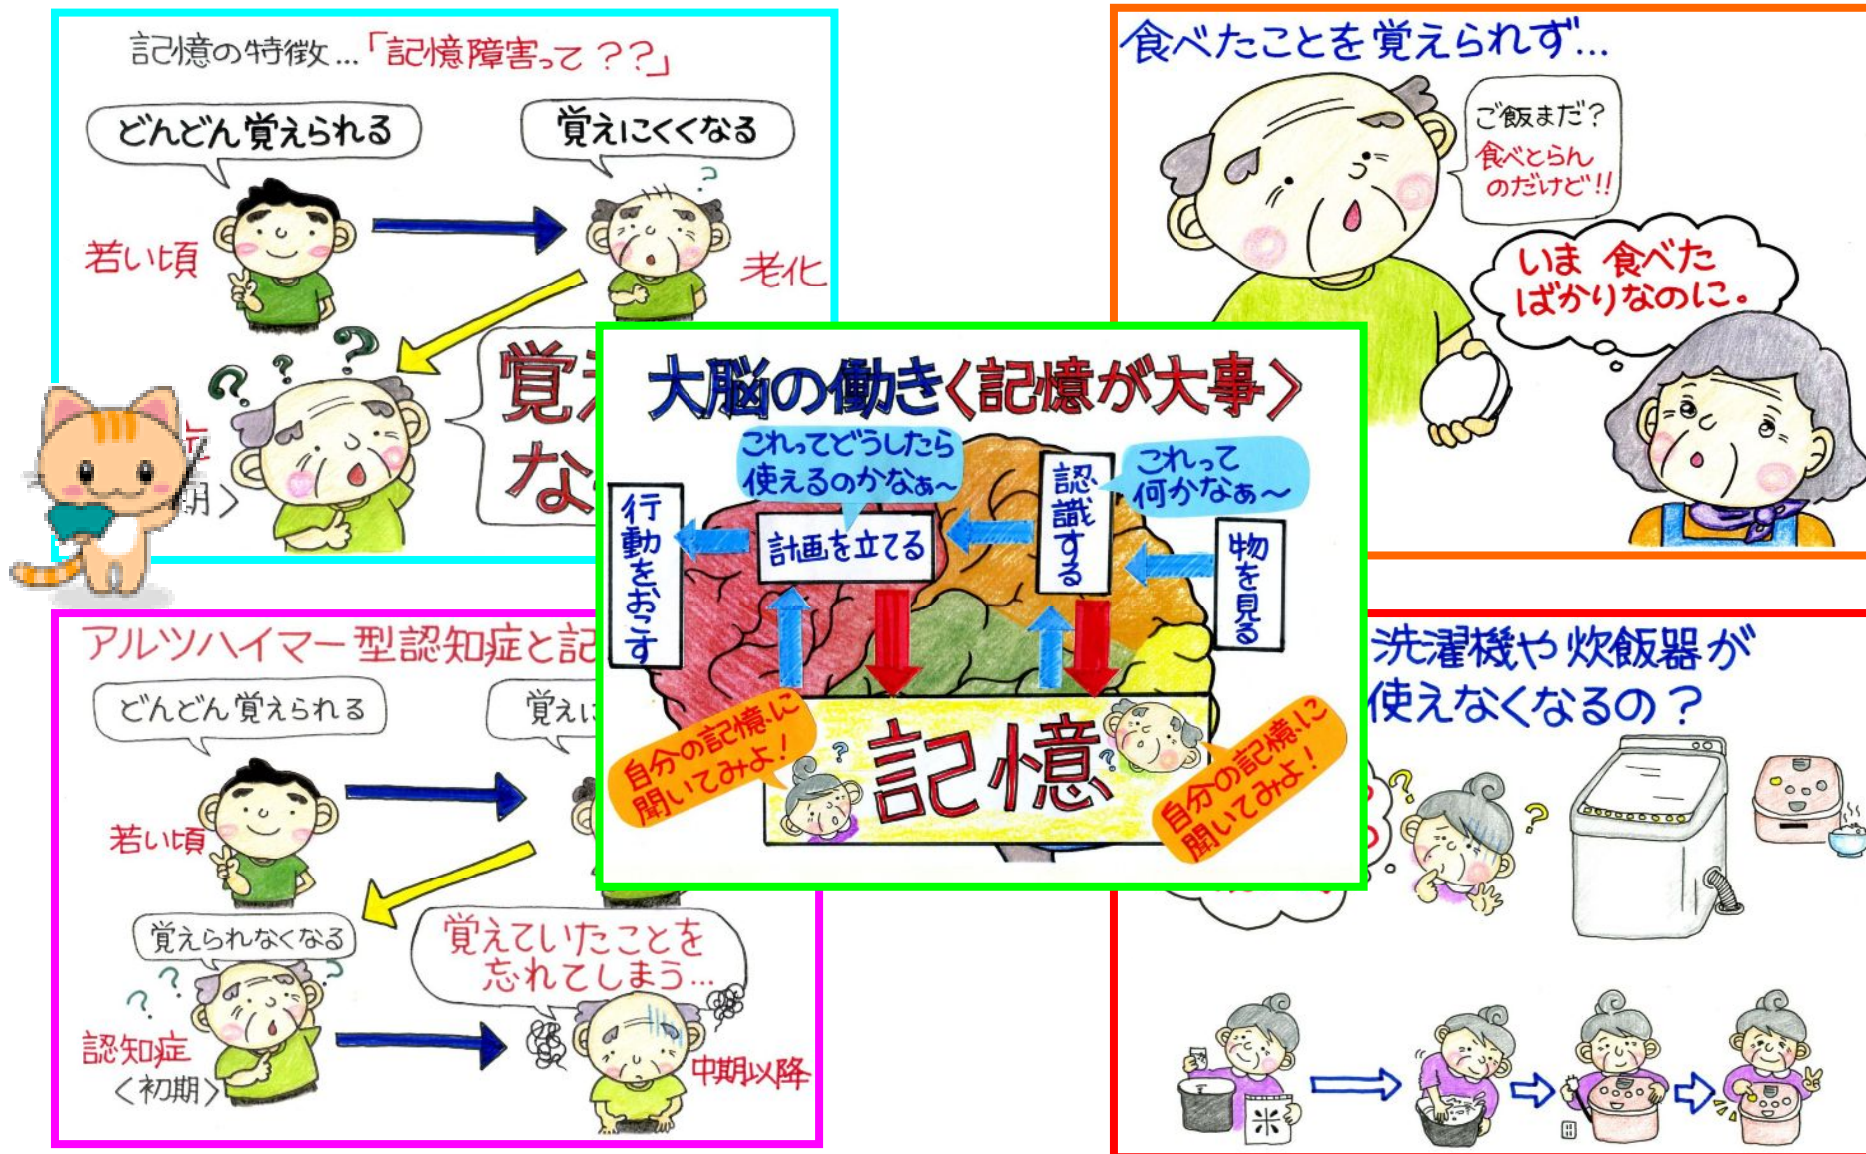 記憶の特徴…「記憶障害って??」
どんどん覚えられる
覚えにくくなる
若い頃
老化
覚
な
期>
食べたことを覚えられず…
ご飯まだ?
食べとらん
のだけど!!
いま 食べた
ばかりなのに。
大脳の働き<記憶が大事>
これってどうしたら
使えるのかなぁ~
これって
何かなぁ~
行動をおこす
計画を立てる
認識する
物を見る
自分の記憶に
聞いてみよ!
記憶
自分の記憶に
聞いてみよ!
アルツハイマー型認知症と記
どんどん覚えられる
覚えに
若い頃
覚えられなくなる
覚えていたことを
忘れてしまう…
認知症
<初期>
中期以降
洗濯機や炊飯器が
使えなくなるの?
米